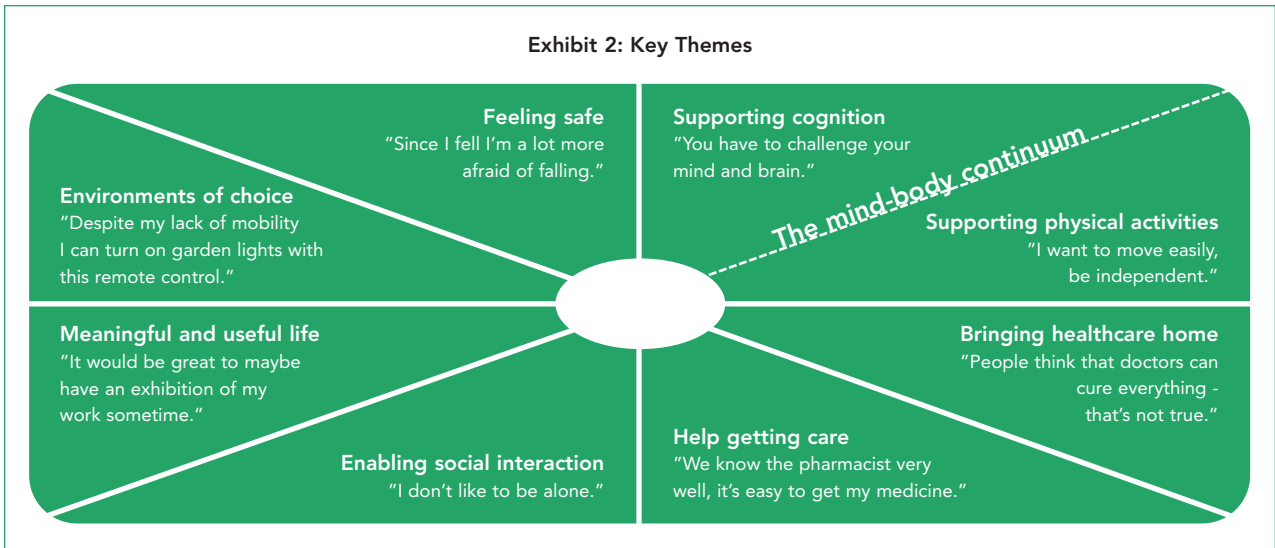 Exhibit 2: Key Themes
Feeling safe
"Since I fell I'm a lot more
afraid of falling."
Supporting cognition
"You have to challenge your
mind and brain."
The mind-body continuum
Environments of choice
"Despite my lack of mobility
I can turn on garden lights with
this remote control."
Supporting physical activities
"I want to move easily,
be independent."
Meaningful and useful life
"It would be great to maybe
have an exhibition of my
work sometime."
Bringing healthcare home
"People think that doctors can
cure everything -
that's not true."
Enabling social interaction
"I don't like to be alone."
Help getting care
"We know the pharmacist very
well, it's easy to get my medicine."